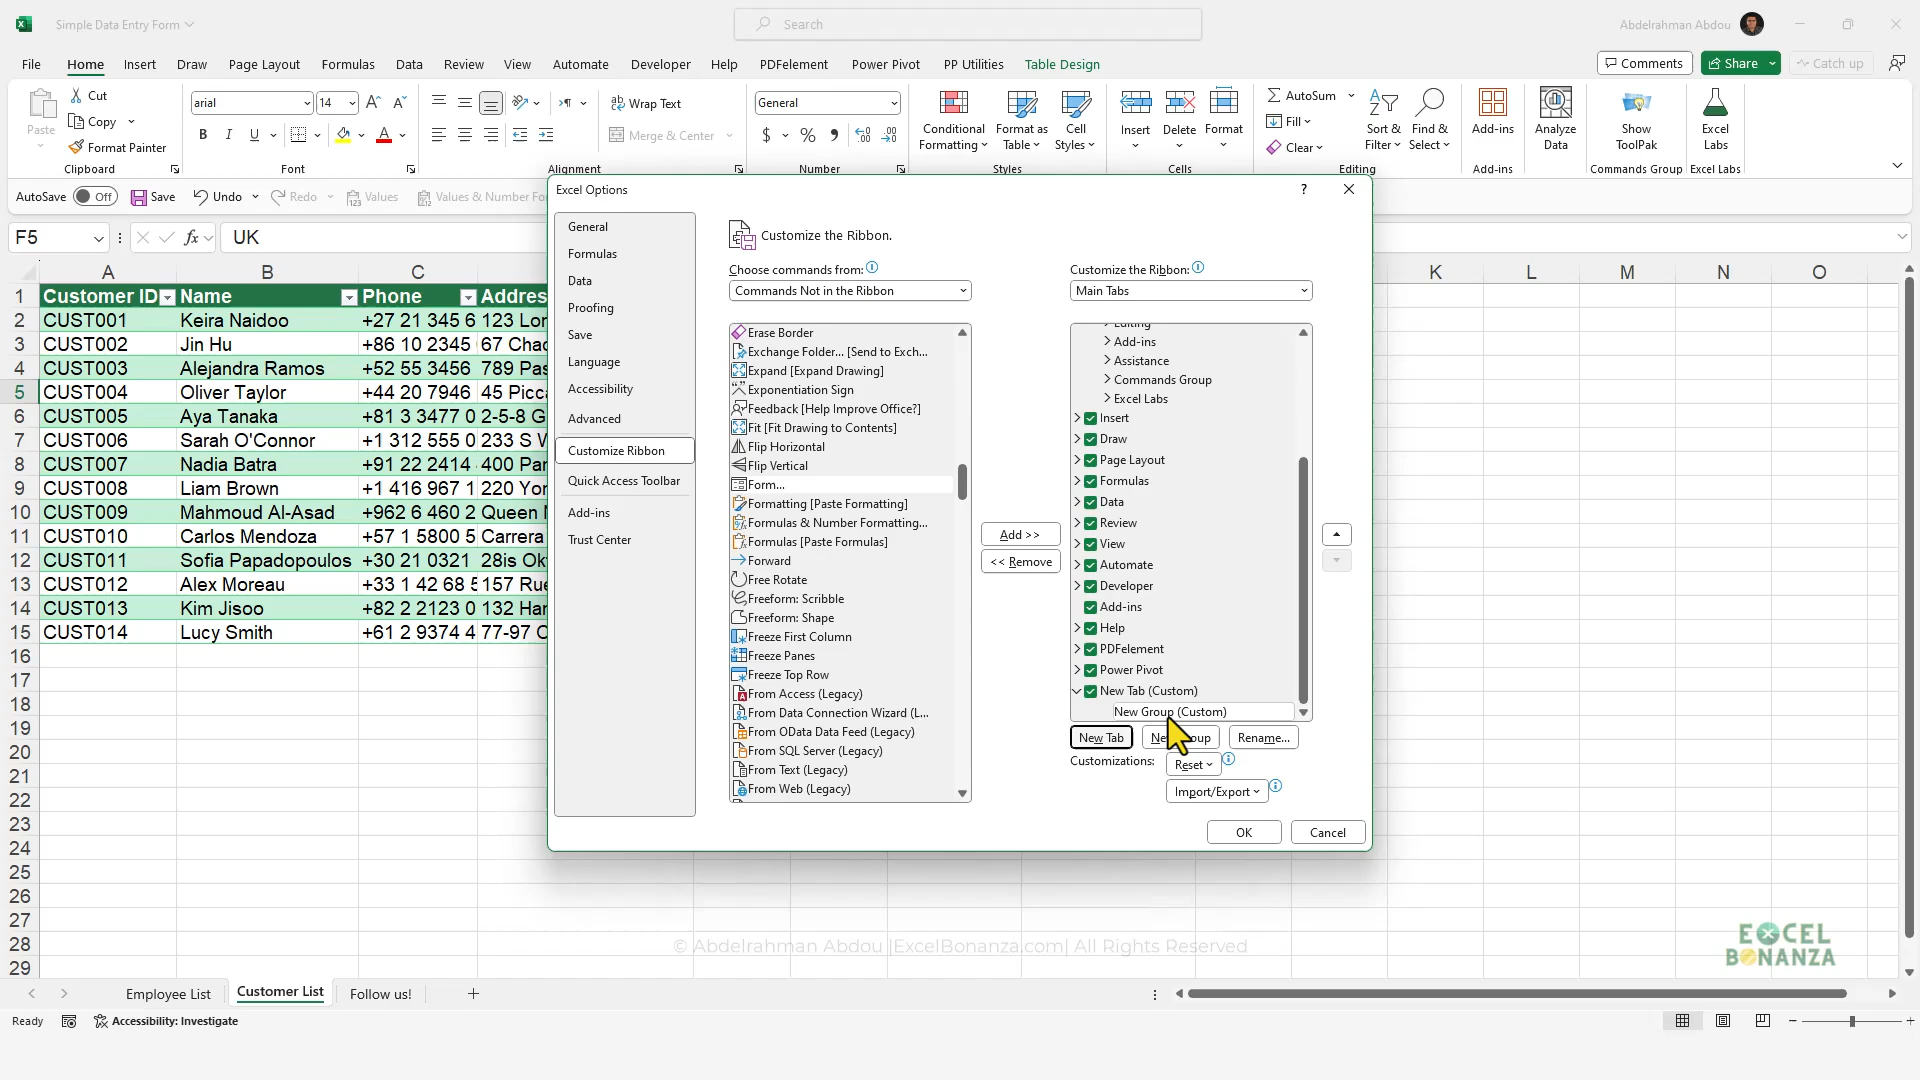 Simple Data Entry Form
Search
Abdelrahman Abdou
File Home Insert Draw Page Layout Formulas Data Review View Automate Developer Help PDFelement Power Pivot PP Utilities Table Design
Comments Share Catch up
Paste
Cut
Copy
Format Painter
Clipboard
arial 14
B I U
Font
Wrap Text
Merge & Center
Alignment
General
$ % ,
Number
Conditional Formatting
Format as Table
Cell Styles
Styles
Insert Delete Format
Cells
AutoSum
Fill
Clear
Sort & Filter
Find & Select
Editing
Add-ins
Add-ins
Analyze Data
Show ToolPak
Commands Group
Excel Labs
Excel Labs
AutoSave Off Save Undo Redo Values Values & Number Fo
F5 fx UK
A B C K L M N O
1 Customer ID Name Phone Addres
2 CUST001 Keira Naidoo +27 21 345 6 123 Lor
3 CUST002 Jin Hu +86 10 2345 67 Chao
4 CUST003 Alejandra Ramos +52 55 3456 789 Pas
5 CUST004 Oliver Taylor +44 20 7946 45 Picca
6 CUST005 Aya Tanaka +81 3 3477 0 2-5-8 G
7 CUST006 Sarah O'Connor +1 312 555 0 233 S W
8 CUST007 Nadia Batra +91 22 2414 400 Par
9 CUST008 Liam Brown +1 416 967 1 220 Yor
10 CUST009 Mahmoud Al-Asad +962 6 460 2 Queen
11 CUST010 Carlos Mendoza +57 1 5800 5 Carrera
12 CUST011 Sofia Papadopoulos +30 21 0321 28is Ok
13 CUST012 Alex Moreau +33 1 42 68 5 157 Rue
14 CUST013 Kim Jisoo +82 2 2123 0 132 Har
15 CUST014 Lucy Smith +61 2 9374 4 77-97 C
16
17
18
19
20
21
22
23
24
25
26
27
28
29
Excel Options ?
General
Formulas
Data
Proofing
Save
Language
Accessibility
Advanced
Customize Ribbon
Quick Access Toolbar
Add-ins
Trust Center
Customize the Ribbon.
Choose commands from:
Commands Not in the Ribbon
Erase Border
Exchange Folder... [Send to Exch...
Expand [Expand Drawing]
Exponentiation Sign
Feedback [Help Improve Office?]
Fit [Fit Drawing to Contents]
Flip Horizontal
Flip Vertical
Form...
Formatting [Paste Formatting]
Formulas & Number Formatting...
Formulas [Paste Formulas]
Forward
Free Rotate
Freeform: Scribble
Freeform: Shape
Freeze First Column
Freeze Panes
Freeze Top Row
From Access (Legacy)
From Data Connection Wizard (L...
From OData Data Feed (Legacy)
From SQL Server (Legacy)
From Text (Legacy)
From Web (Legacy)
Add >>
<< Remove
Customize the Ribbon:
Main Tabs
Editing
Add-ins
Assistance
Commands Group
Excel Labs
Insert
Draw
Page Layout
Formulas
Data
Review
View
Automate
Developer
Add-ins
Help
PDFelement
Power Pivot
New Tab (Custom)
New Group (Custom)
New Tab New Group Rename...
Customizations: Reset
Import/Export
OK Cancel
© Abdelrahman Abdou |ExcelBonanza.com| All Rights Reserved
EXCEL
BONANZA
Employee List Customer List Follow us!
Ready Accessibility: Investigate